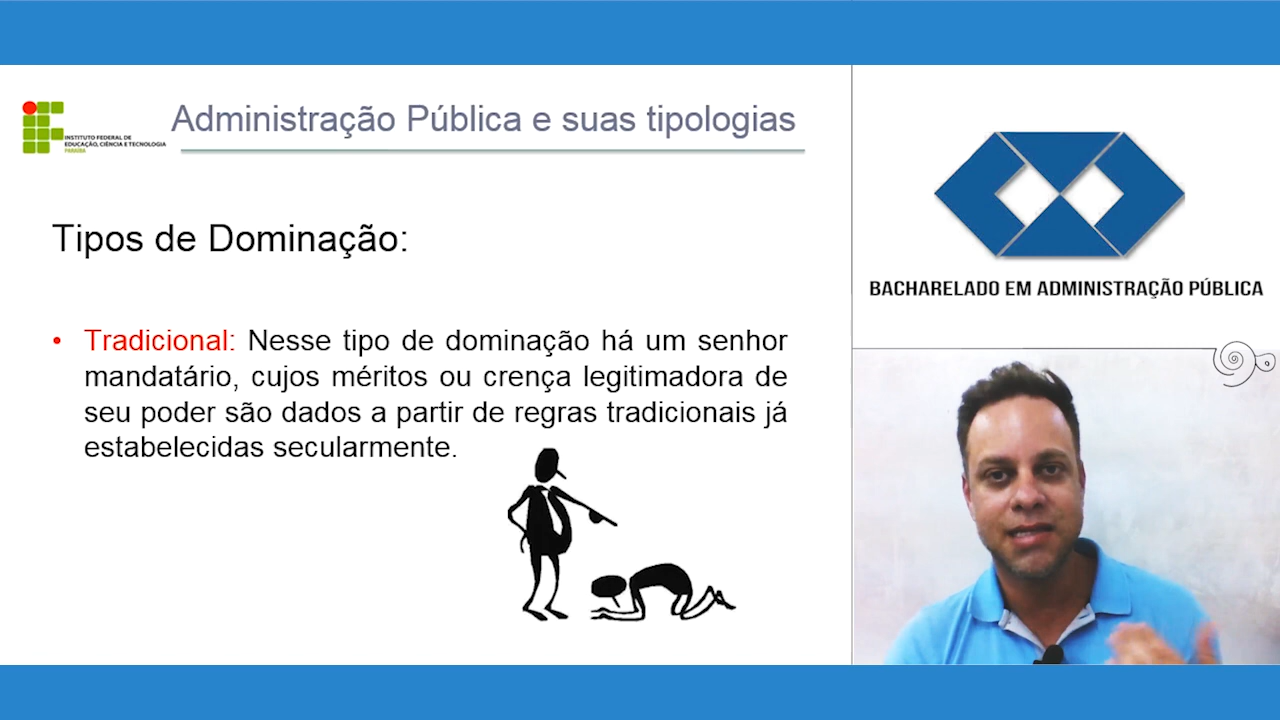 INSTITUTO FEDERAL DE
EDUCAÇÃO, CIÊNCIA E TECNOLOGIA
PARAÍBA
Administração Pública e suas tipologias
Tipos de Dominação:
• Tradicional: Nesse tipo de dominação há um senhor
mandatário, cujos méritos ou crença legitimadora de
seu poder são dados a partir de regras tradicionais já
estabelecidas secularmente.
BACHARELADO EM ADMINISTRAÇÃO PÚBLICA